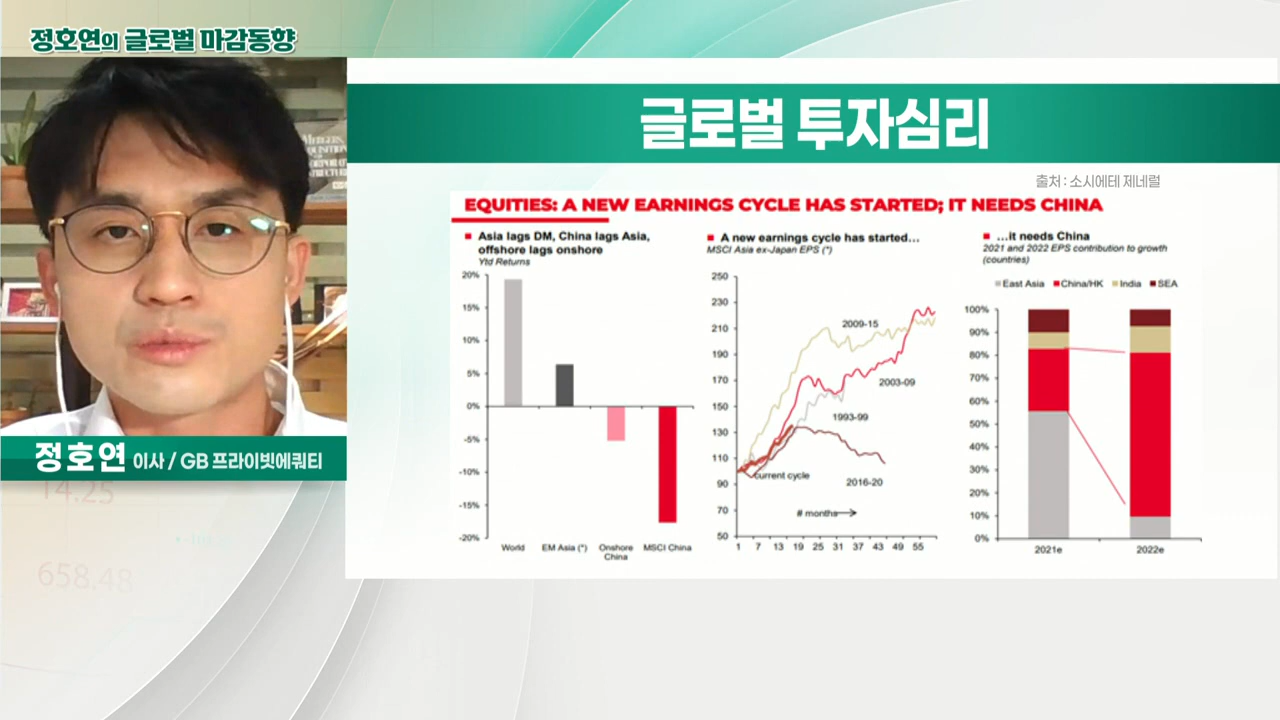 정호연의 글로벌 마감동향
글로벌 투자심리
출처 : 소시에테 제네럴
EQUITIES: A NEW EARNINGS CYCLE HAS STARTED; IT NEEDS CHINA
Asia lags DM, China lags Asia,
offshore lags onshore
Ytd Returns
20%
15%
10%
5%
0%
-5%
-10%
-15%
-20%
World
EM Asia (*)
Onshore
China
MSCI China
A new earnings cycle has started…
MSCI Asia ex-Japan EPS (*)
250
230
210
190
170
150
130
110
90
70
50
2009-15
2003-09
1993-99
current cycle
2016-20
# months
1 7 13 19 25 31 37 43 49 55
…it needs China
2021 and 2022 EPS contribution to growth
(countries)
East Asia China/HK India SEA
100%
90%
80%
70%
60%
50%
40%
30%
20%
10%
0%
2021e
2022e
정호연 이사 / GB 프라이빗에쿼티
14.25
658.48